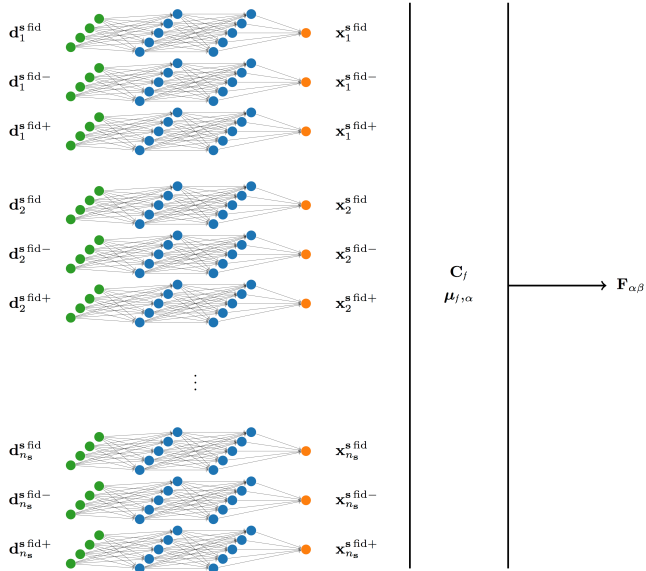 d₁^{s fid} x₁^{s fid}
d₁^{s fid−} x₁^{s fid−}
d₁^{s fid+} x₁^{s fid+}
d₂^{s fid} x₂^{s fid}
d₂^{s fid−} x₂^{s fid−}
C_f
F_{αβ}
μ_{f,α}
d₂^{s fid+} x₂^{s fid+}
⋮
d_{n_s}^{s fid} x_{n_s}^{s fid}
d_{n_s}^{s fid−} x_{n_s}^{s fid−}
d_{n_s}^{s fid+} x_{n_s}^{s fid+}